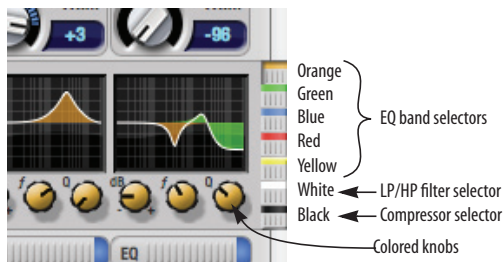 +3
-96
Orange
Green
Blue
EQ band selectors
Red
Yellow
White
LP/HP filter selector
Black
Compressor selector
Colored knobs
f
Q
dB
f
Q
-
+
EQ